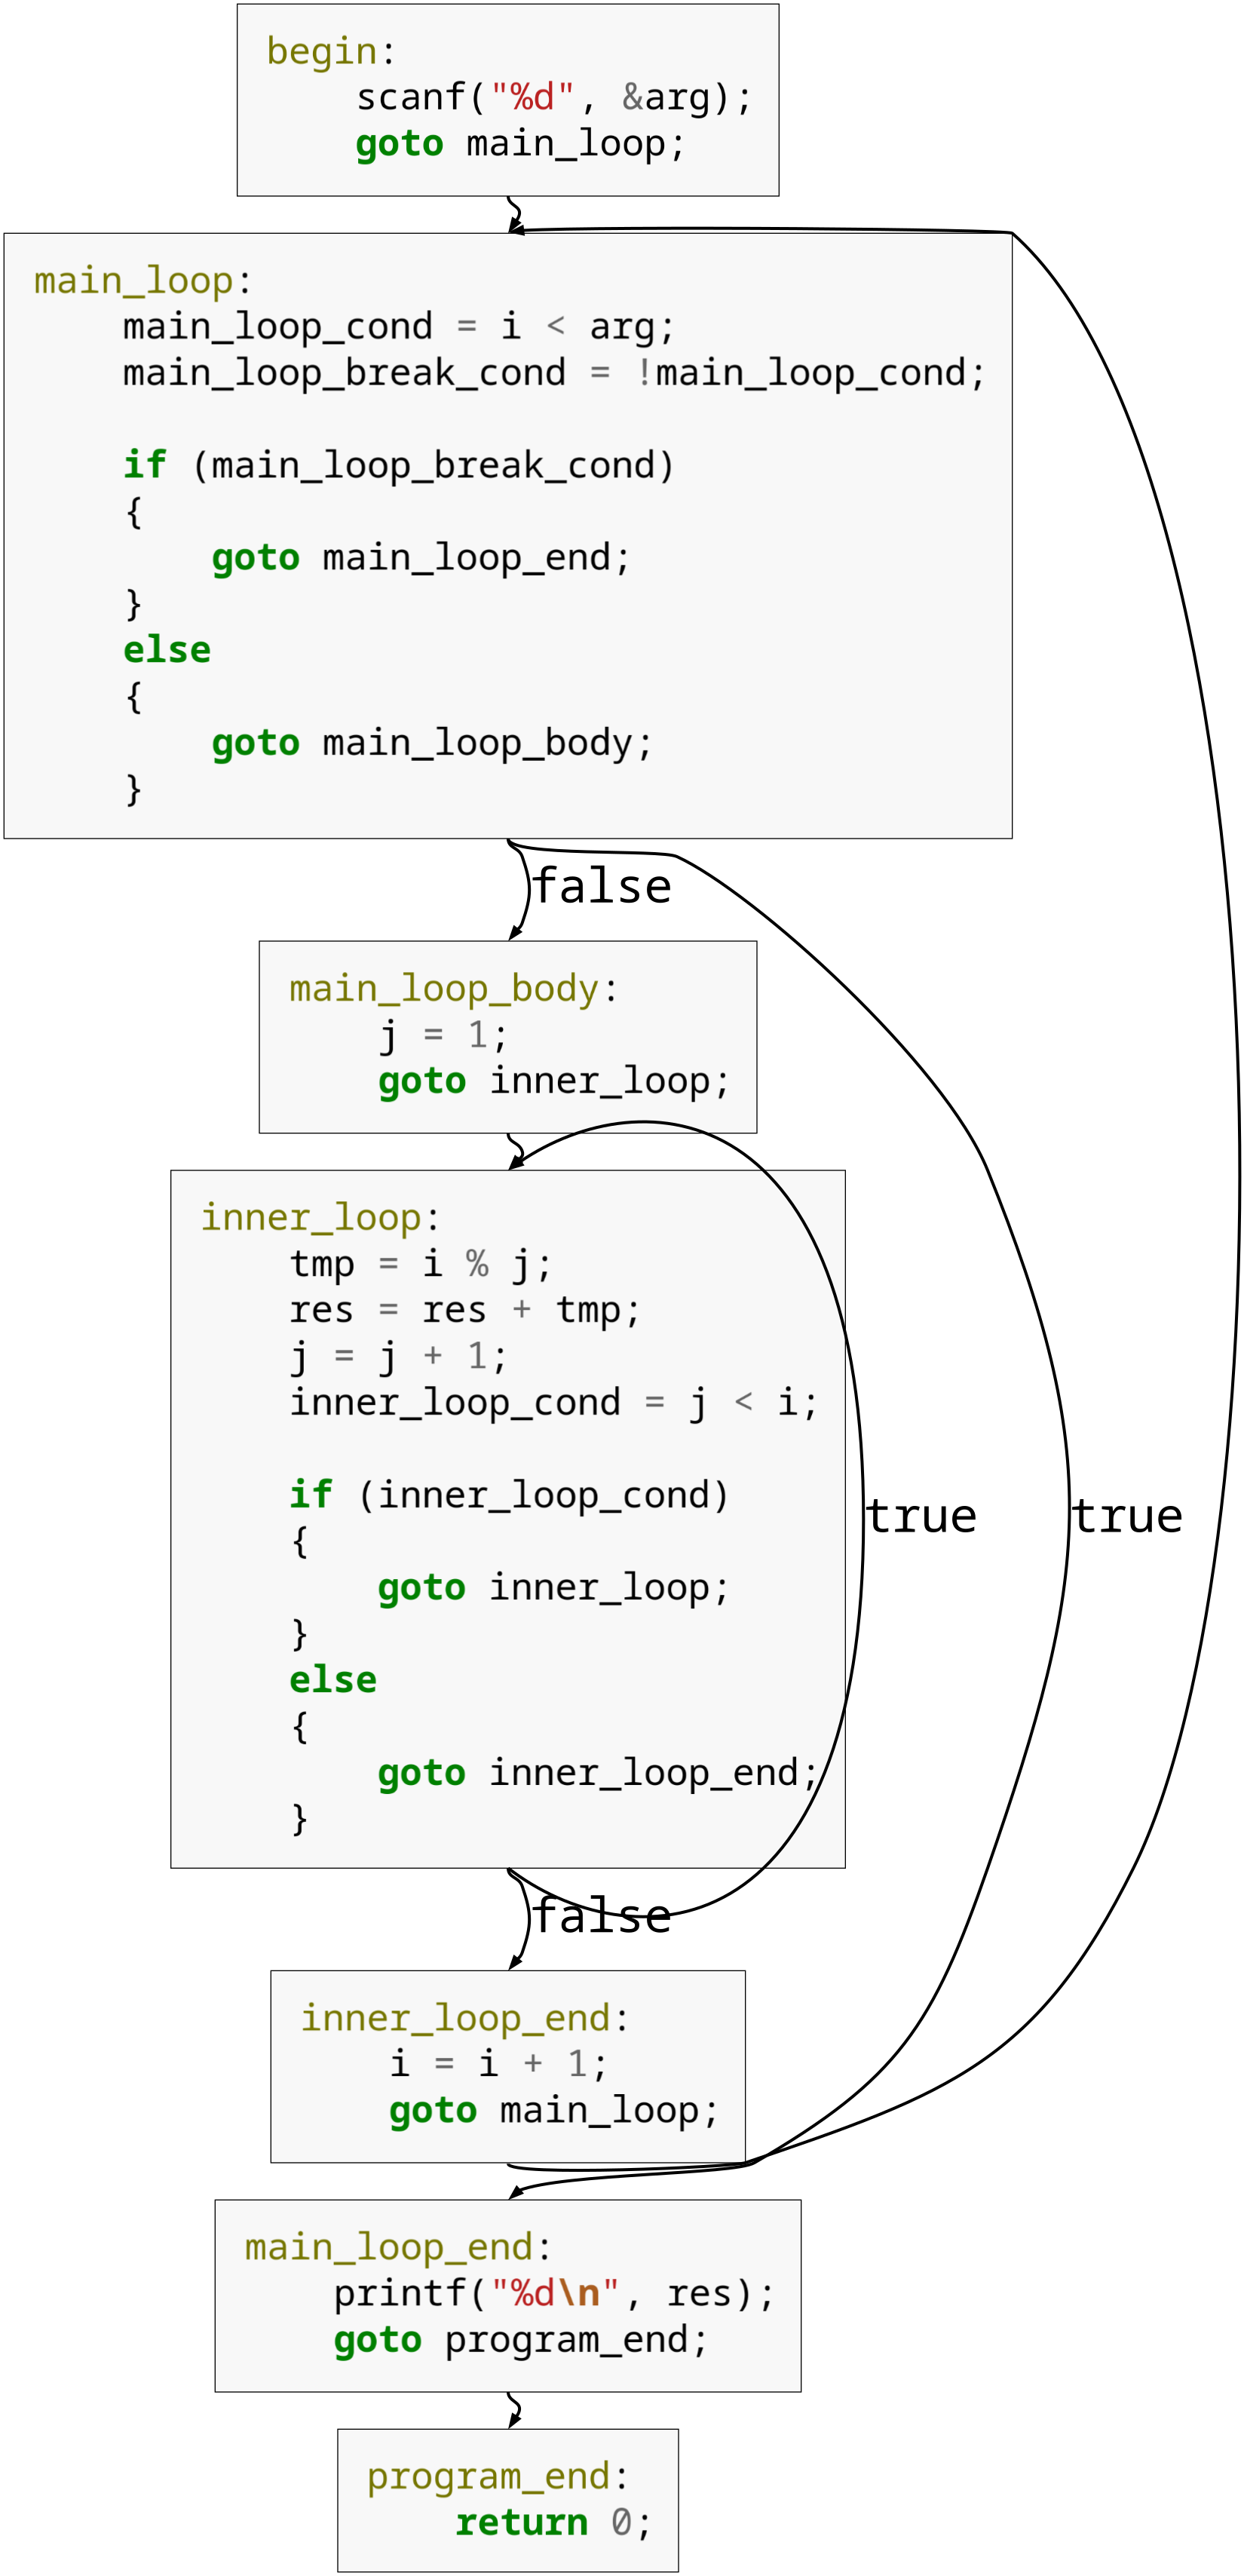 begin:
scanf("%d", &arg);
goto main_loop;
main_loop:
main_loop_cond = i < arg;
main_loop_break_cond = !main_loop_cond;
if (main_loop_break_cond)
{
goto main_loop_end;
}
else
{
goto main_loop_body;
}
false
main_loop_body:
j = 1;
goto inner_loop;
inner_loop:
tmp = i % j;
res = res + tmp;
j = j + 1;
inner_loop_cond = j < i;
if (inner_loop_cond)
{
goto inner_loop;
}
else
{
goto inner_loop_end;
}
true
true
false
inner_loop_end:
i = i + 1;
goto main_loop;
main_loop_end:
printf("%d\n", res);
goto program_end;
program_end:
return 0;